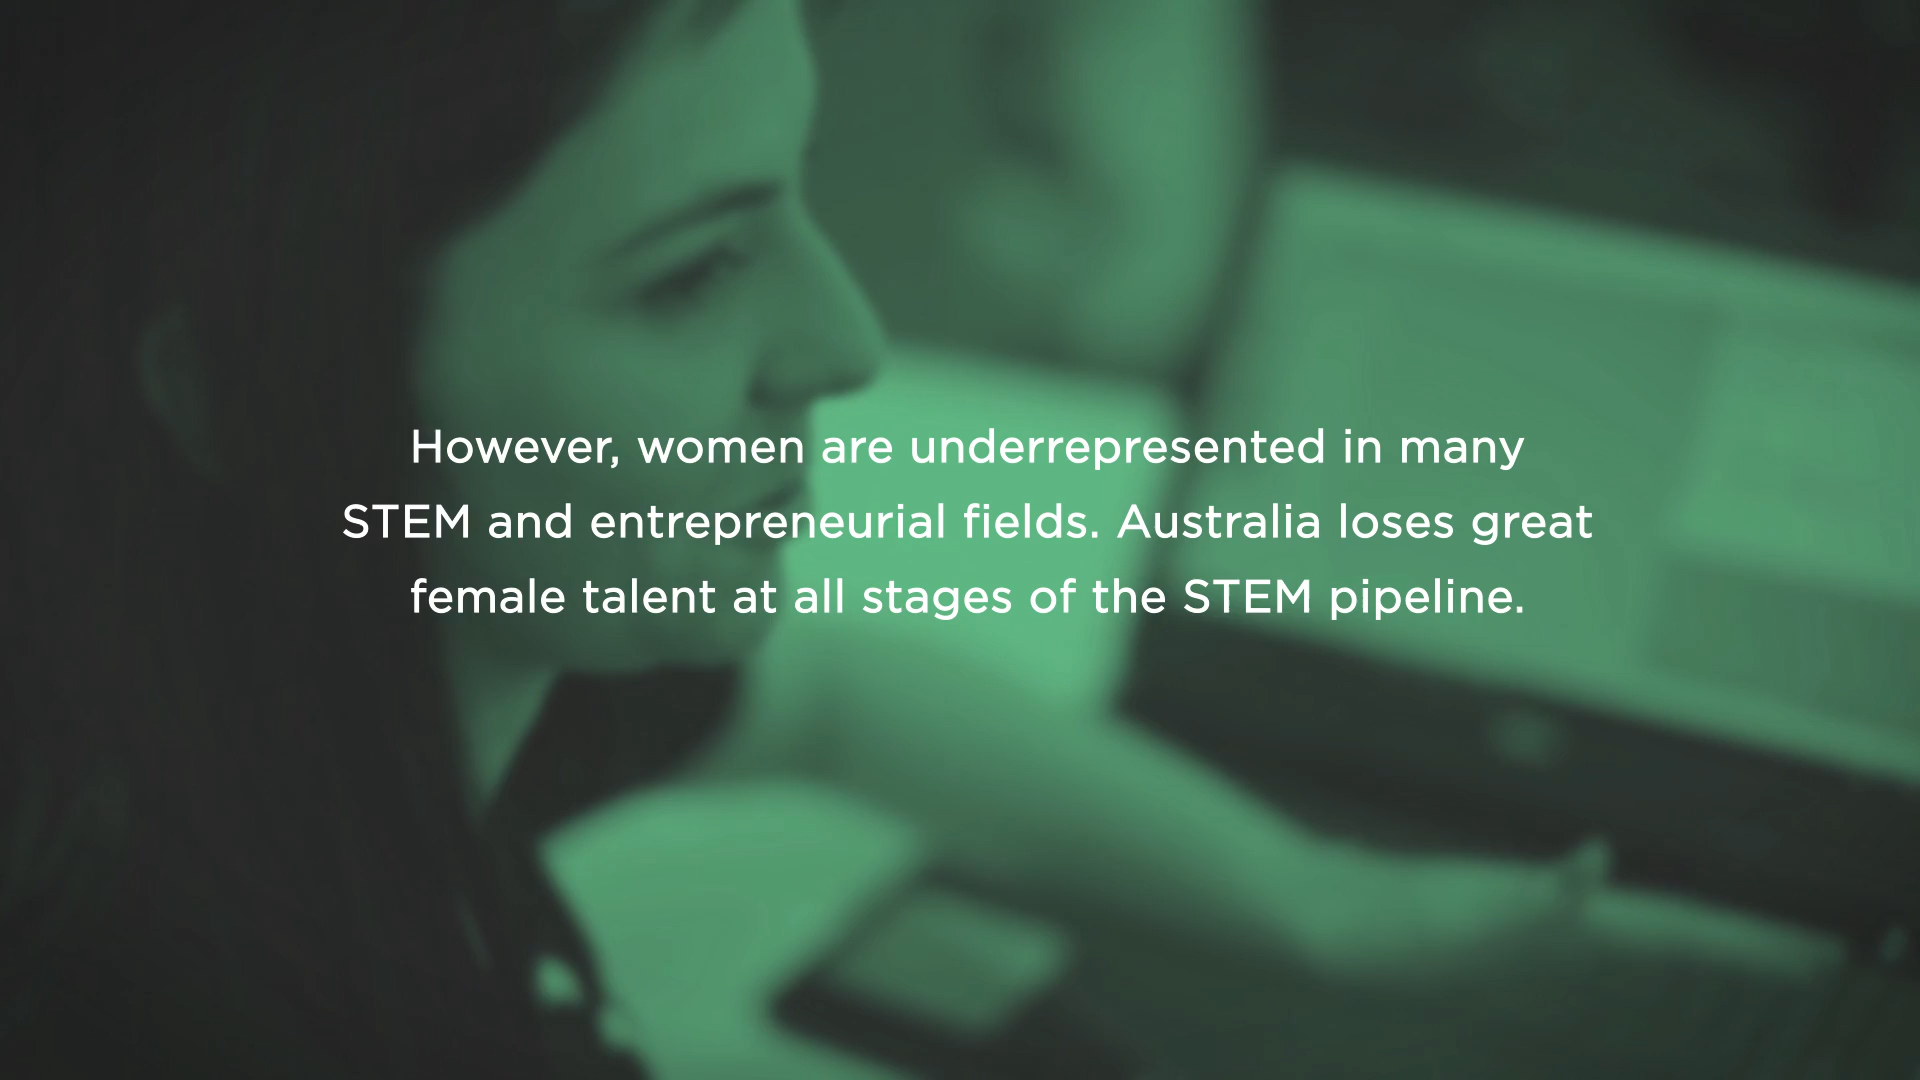 However, women are underrepresented in many
STEM and entrepreneurial fields. Australia loses great
female talent at all stages of the STEM pipeline.